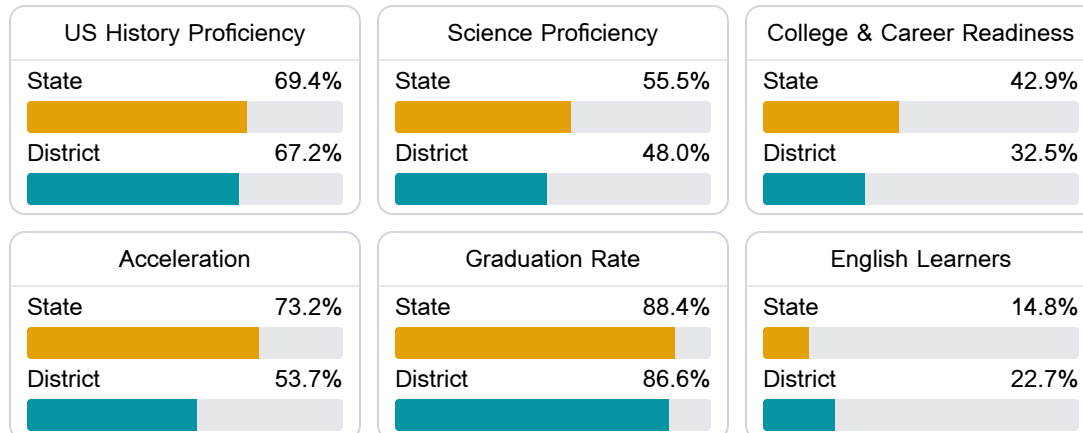 US History Proficiency
State 69.4%
District 67.2%
Science Proficiency
State 55.5%
District 48.0%
College & Career Readiness
State 42.9%
District 32.5%
Acceleration
State 73.2%
District 53.7%
Graduation Rate
State 88.4%
District 86.6%
English Learners
State 14.8%
District 22.7%